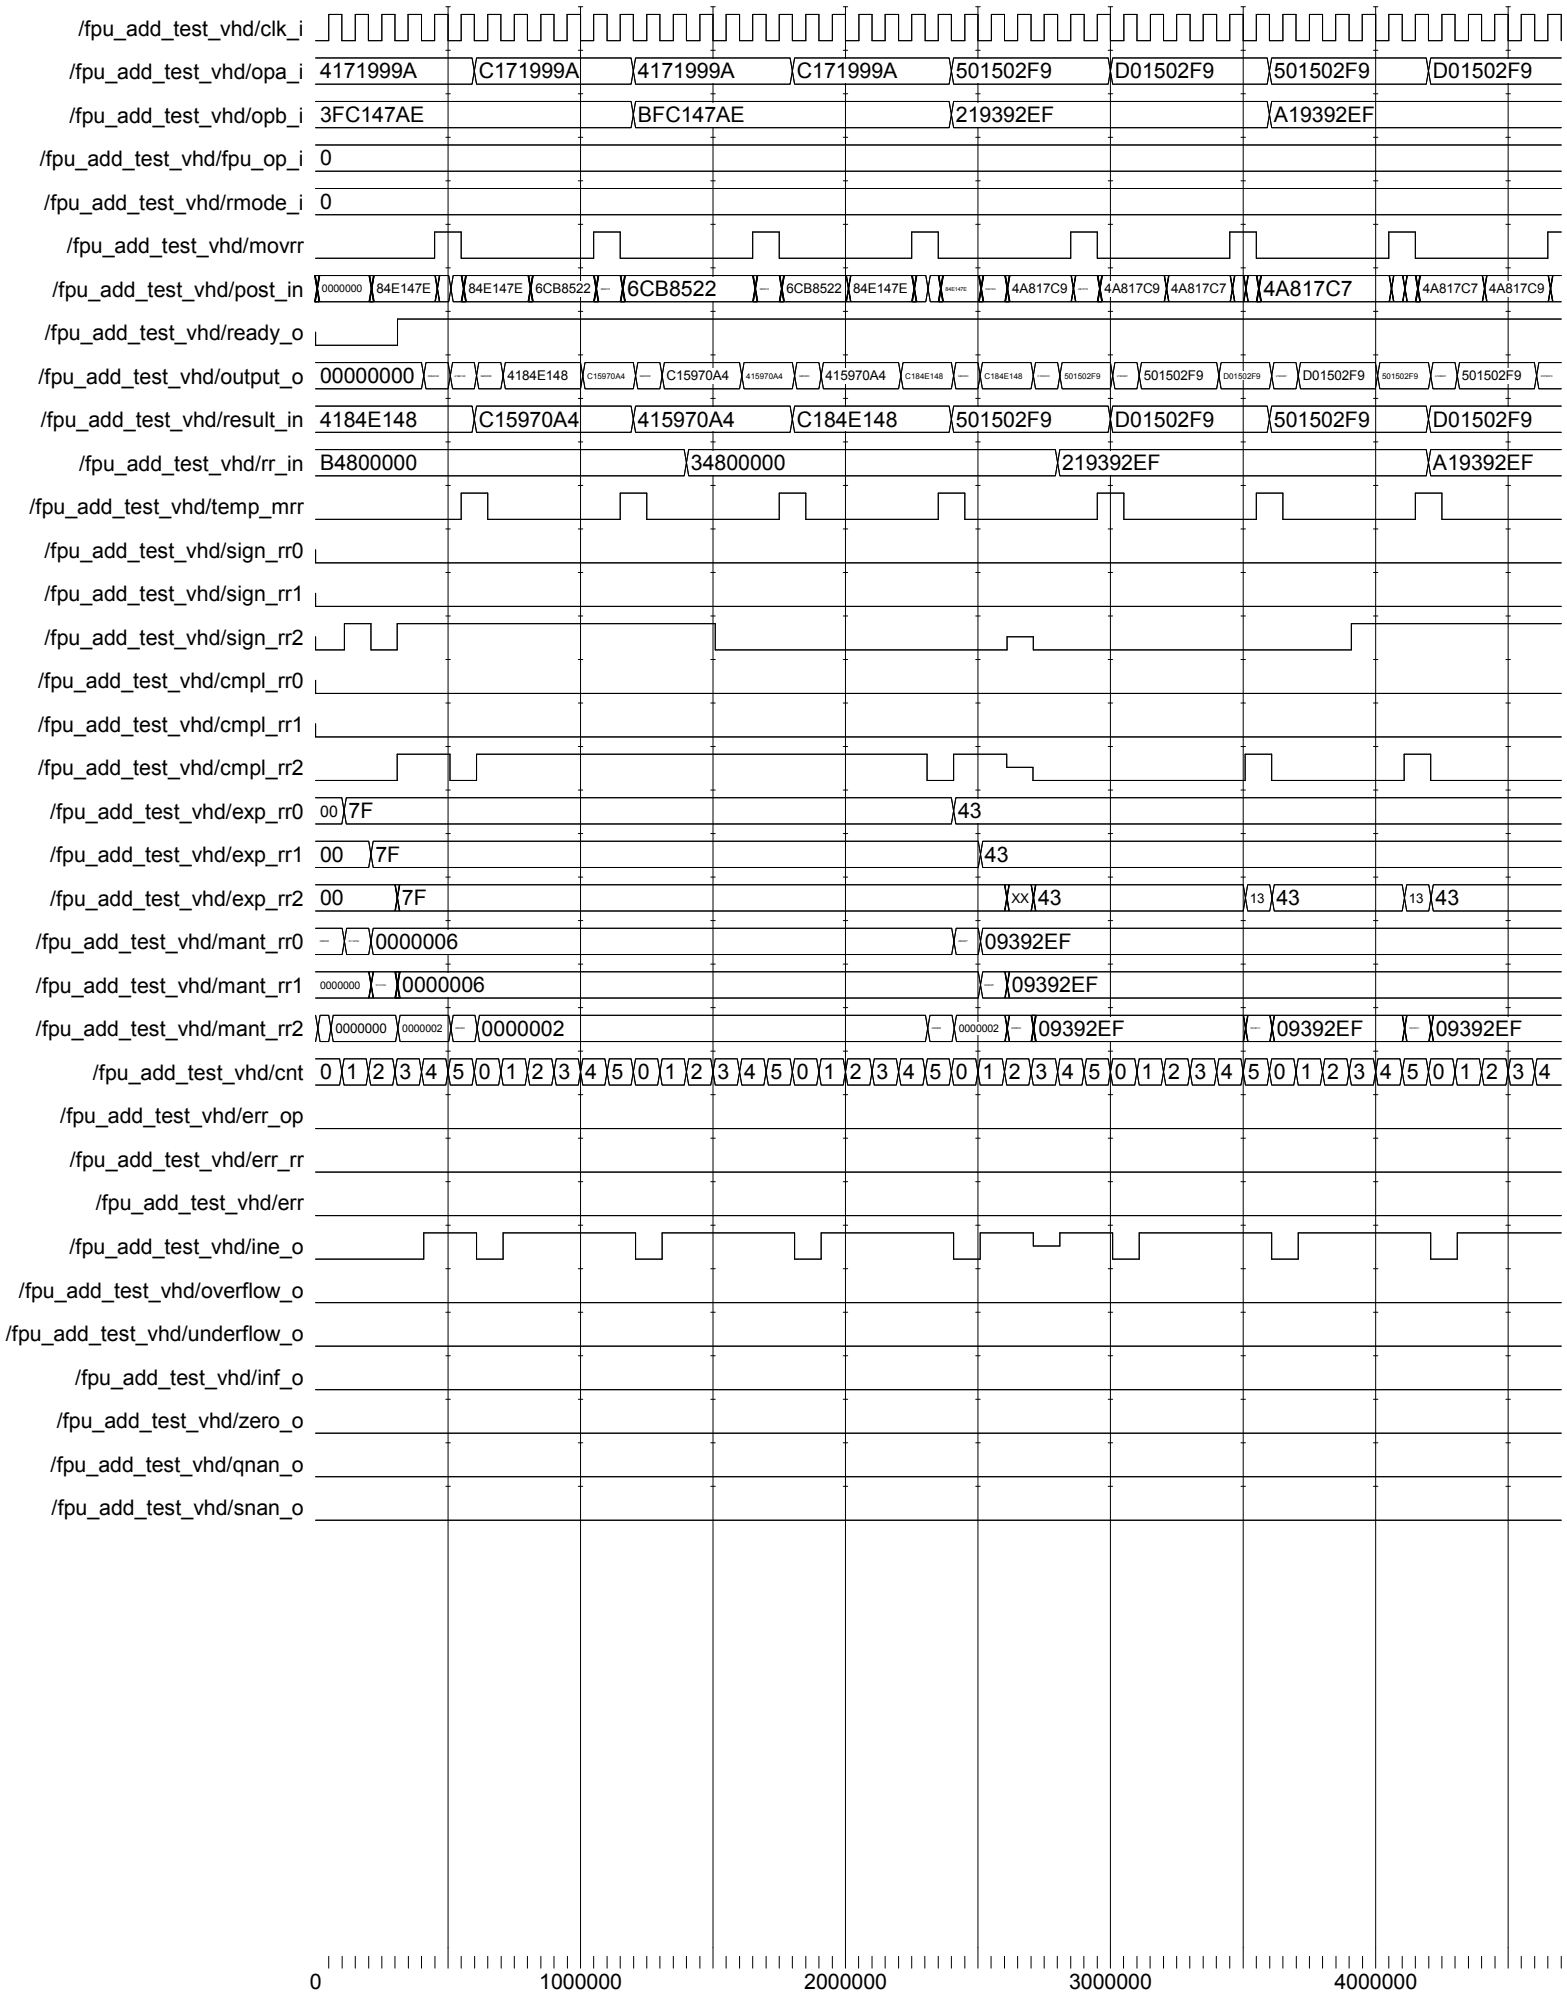 /fpu_add_test_vhd/clk_i
/fpu_add_test_vhd/opa_i 4171999A C171999A 4171999A C171999A 501502F9 D01502F9 501502F9 D01502F9
/fpu_add_test_vhd/opb_i 3FC147AE BFC147AE 219392EF A19392EF
/fpu_add_test_vhd/fpu_op_i 0
/fpu_add_test_vhd/rmode_i 0
/fpu_add_test_vhd/movrr
/fpu_add_test_vhd/post_in 0000000 84E147E 84E147E 6CB8522 6CB8522 6CB8522 84E147E 84E147E 4A817C9 4A817C9 4A817C7 4A817C7 4A817C7 4A817C9
/fpu_add_test_vhd/ready_o
/fpu_add_test_vhd/output_o 00000000 4184E148 C15970A4 C15970A4 415970A4 415970A4 C184E148 C184E148 501502F9 501502F9 D01502F9 D01502F9 501502F9 501502F9
/fpu_add_test_vhd/result_in 4184E148 C15970A4 415970A4 C184E148 501502F9 D01502F9 501502F9 D01502F9
/fpu_add_test_vhd/rr_in B4800000 34800000 219392EF A19392EF
/fpu_add_test_vhd/temp_mrr
/fpu_add_test_vhd/sign_rr0
/fpu_add_test_vhd/sign_rr1
/fpu_add_test_vhd/sign_rr2
/fpu_add_test_vhd/cmpl_rr0
/fpu_add_test_vhd/cmpl_rr1
/fpu_add_test_vhd/cmpl_rr2
/fpu_add_test_vhd/exp_rr0 00 7F 43
/fpu_add_test_vhd/exp_rr1 00 7F 43
/fpu_add_test_vhd/exp_rr2 00 7F XX 43 13 43 13 43
/fpu_add_test_vhd/mant_rr0 0000006 09392EF
/fpu_add_test_vhd/mant_rr1 0000000 0000006 09392EF
/fpu_add_test_vhd/mant_rr2 0000000 0000002 0000002 0000002 09392EF 09392EF 09392EF
/fpu_add_test_vhd/cnt 0 1 2 3 4 5 0 1 2 3 4 5 0 1 2 3 4 5 0 1 2 3 4 5 0 1 2 3 4 5 0 1 2 3 4 5 0 1 2 3 4 5 0 1 2 3 4
/fpu_add_test_vhd/err_op
/fpu_add_test_vhd/err_rr
/fpu_add_test_vhd/err
/fpu_add_test_vhd/ine_o
/fpu_add_test_vhd/overflow_o
/fpu_add_test_vhd/underflow_o
/fpu_add_test_vhd/inf_o
/fpu_add_test_vhd/zero_o
/fpu_add_test_vhd/qnan_o
/fpu_add_test_vhd/snan_o
0 1000000 2000000 3000000 4000000